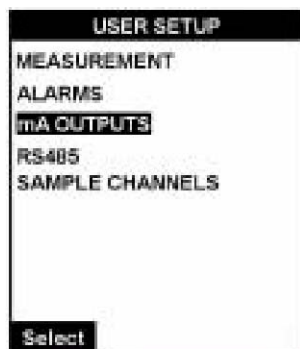 USER SETUP
MEASUREMENT
ALARMS
mA OUTPUTS
RS485
SAMPLE CHANNELS
Select